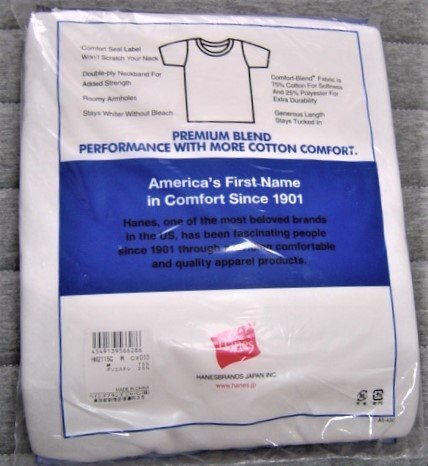 Comfort Seal Label
Won't Scratch Your Neck
Double-ply Neckband For
Added Strength
Roomy Armholes
Stays Whiter Without Bleach
Comfort-Blend® Fabric Is
75% Cotton For Softness
And 25% Polyester For
Extra Durability
Generous Length
Stays Tucked In
PREMIUM BLEND
PERFORMANCE WITH MORE COTTON COMFORT.
America's First Name
in Comfort Since 1901
Hanes, one of the most beloved brands
in the US, has been fascinating people
since 1901 through providing comfortable
and quality apparel products.
4549139566286
HM2115G M
MADE IN CHINA
Hanes
HANESBRANDS JAPAN INC.
www.hanes.jp